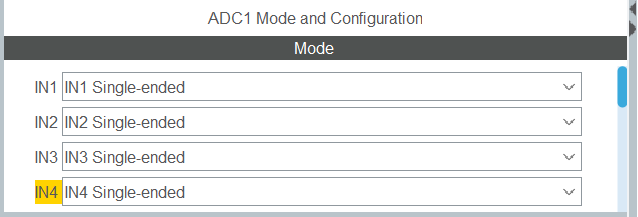 ADC1 Mode and Configuration
Mode
IN1 IN1 Single-ended
IN2 IN2 Single-ended
IN3 IN3 Single-ended
IN4 IN4 Single-ended